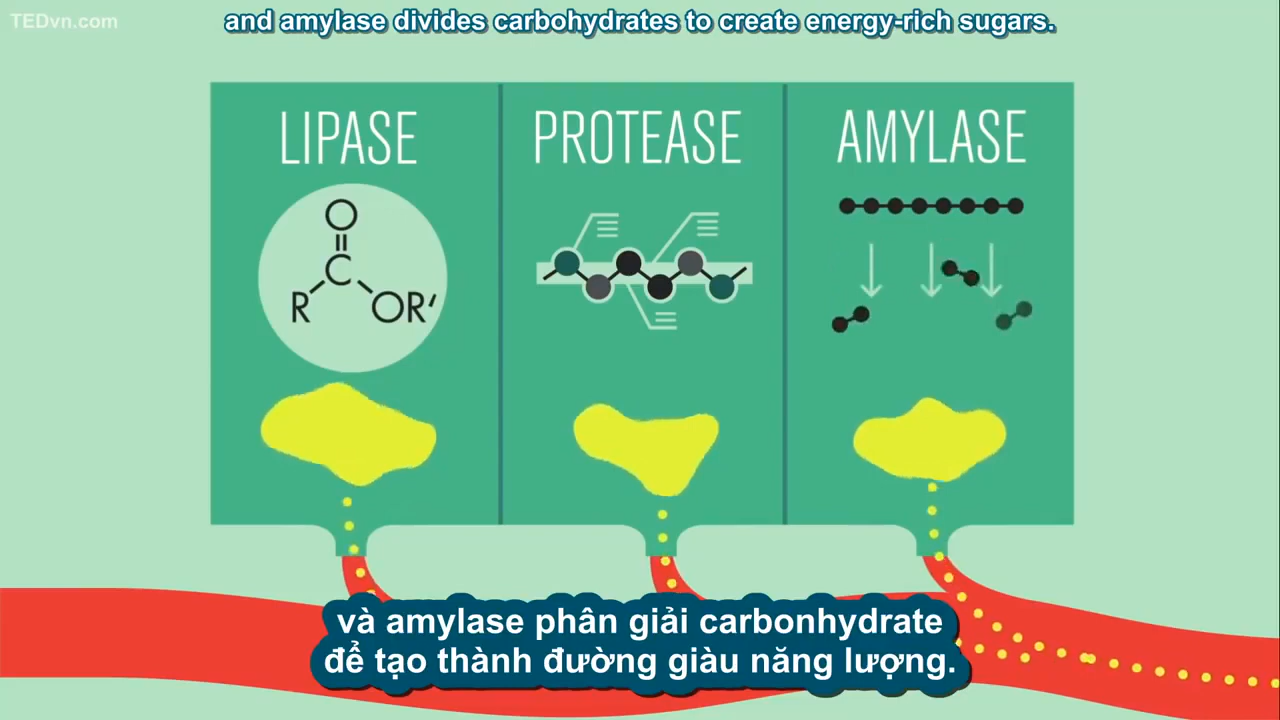 TEDvn.com
and amylase divides carbohydrates to create energy-rich sugars.
LIPASE
PROTEASE
AMYLASE
O
C
R
OR′
và amylase phân giải carbonhydrate
để tạo thành đường giàu năng lượng.